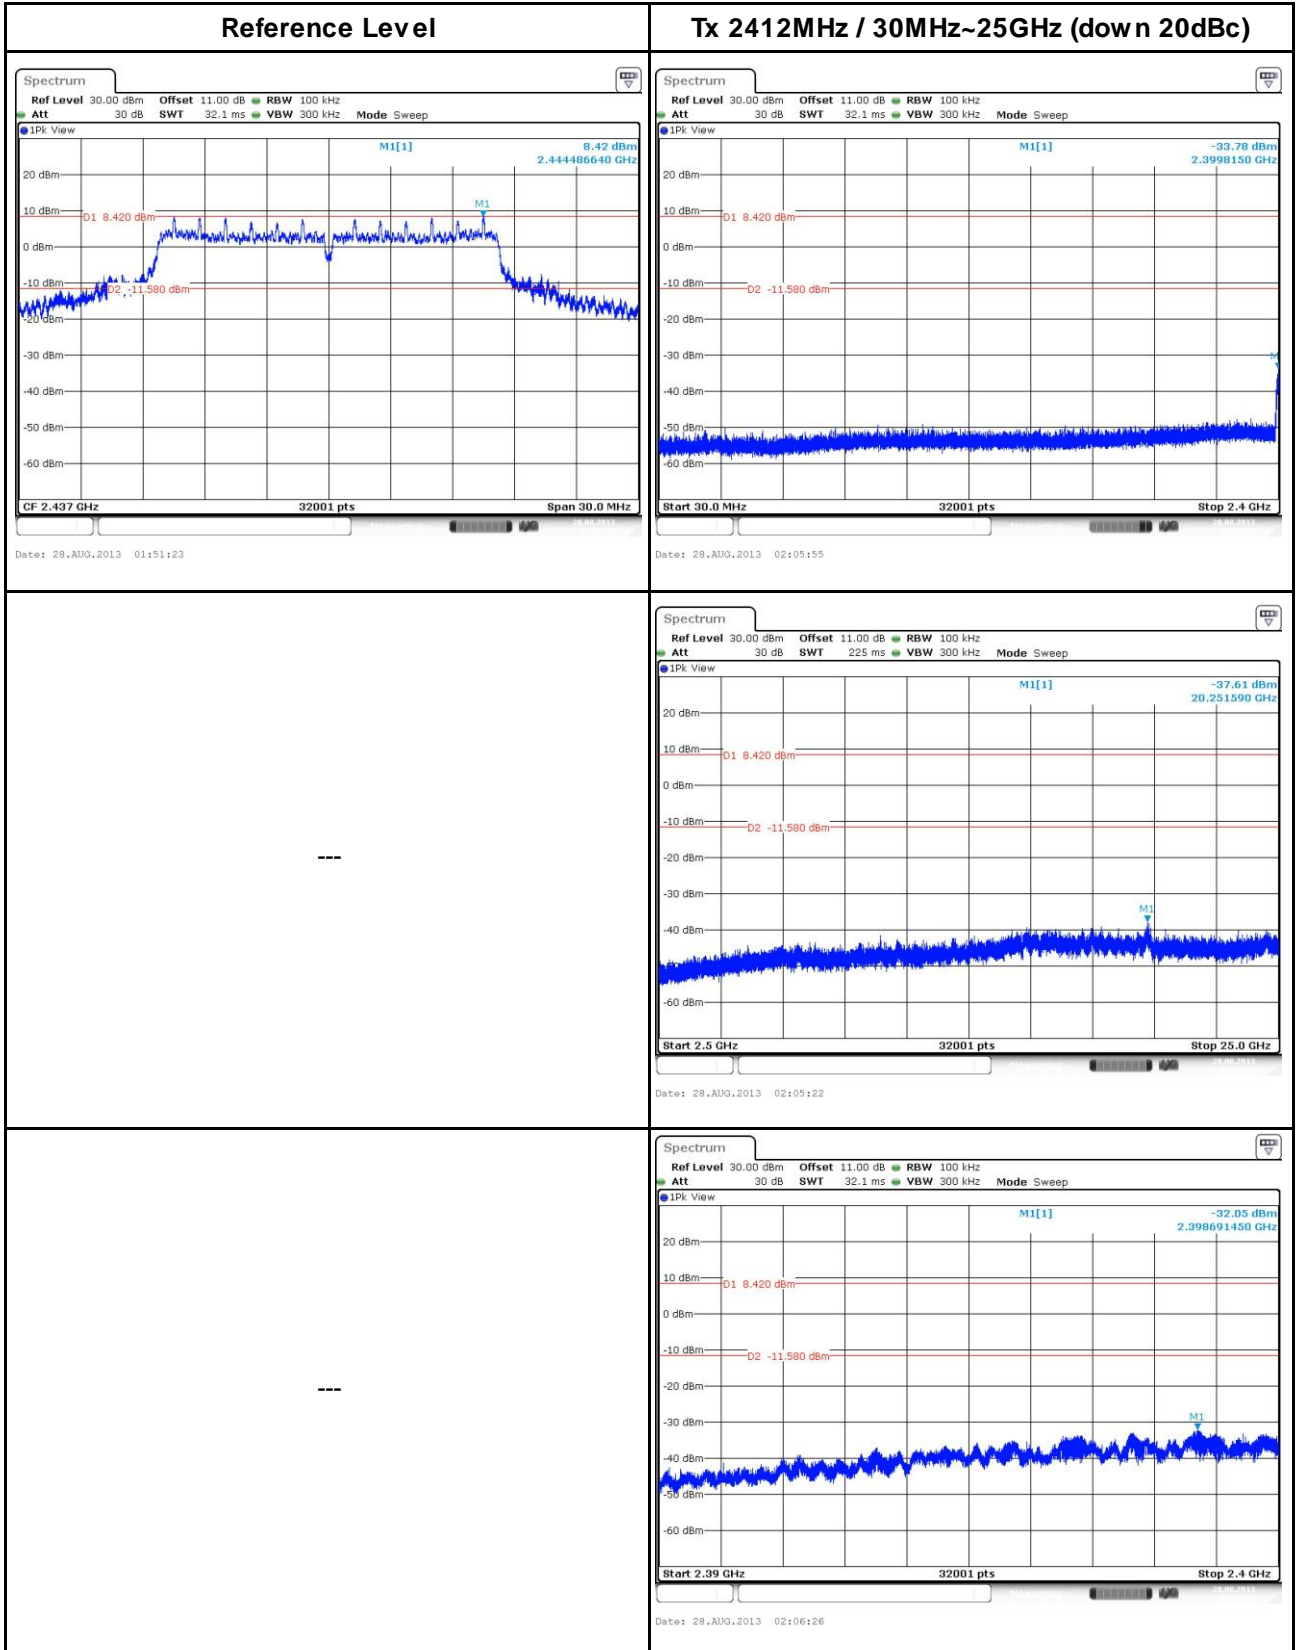 Reference Level
Tx 2412MHz / 30MHz~25GHz (down 20dBc)
Spectrum
Ref Level 30.00 dBm Offset 11.00 dB RBW 100 kHz
Att 30 dB SWT 32.1 ms VBW 300 kHz Mode Sweep
1Pk View
M1[1] 8.42 dBm
2.444486640 GHz
20 dBm
M1
10 dBm
D1 8.420 dBm
0 dBm
-10 dBm
D2 -11.580 dBm
-20 dBm
-30 dBm
-40 dBm
-50 dBm
-60 dBm
CF 2.437 GHz 32001 pts Span 30.0 MHz
Date: 28.AUG.2013 01:51:23
Spectrum
Ref Level 30.00 dBm Offset 11.00 dB RBW 100 kHz
Att 30 dB SWT 32.1 ms VBW 300 kHz Mode Sweep
1Pk View
M1[1] -33.78 dBm
2.3998150 GHz
20 dBm
10 dBm
D1 8.420 dBm
0 dBm
-10 dBm
D2 -11.580 dBm
-20 dBm
-30 dBm
-40 dBm
-50 dBm
-60 dBm
Start 30.0 MHz 32001 pts Stop 2.4 GHz
Date: 28.AUG.2013 02:05:55
---
Spectrum
Ref Level 30.00 dBm Offset 11.00 dB RBW 100 kHz
Att 30 dB SWT 225 ms VBW 300 kHz Mode Sweep
1Pk View
M1[1] -37.61 dBm
20.251590 GHz
20 dBm
10 dBm
D1 8.420 dBm
0 dBm
-10 dBm
D2 -11.580 dBm
-20 dBm
-30 dBm
M1
-40 dBm
-60 dBm
Start 2.5 GHz 32001 pts Stop 25.0 GHz
Date: 28.AUG.2013 02:05:22
---
Spectrum
Ref Level 30.00 dBm Offset 11.00 dB RBW 100 kHz
Att 30 dB SWT 32.1 ms VBW 300 kHz Mode Sweep
1Pk View
M1[1] -32.05 dBm
2.398691450 GHz
20 dBm
10 dBm
D1 8.420 dBm
0 dBm
-10 dBm
D2 -11.580 dBm
-20 dBm
M1
-30 dBm
-40 dBm
-50 dBm
-60 dBm
Start 2.39 GHz 32001 pts Stop 2.4 GHz
Date: 28.AUG.2013 02:06:26